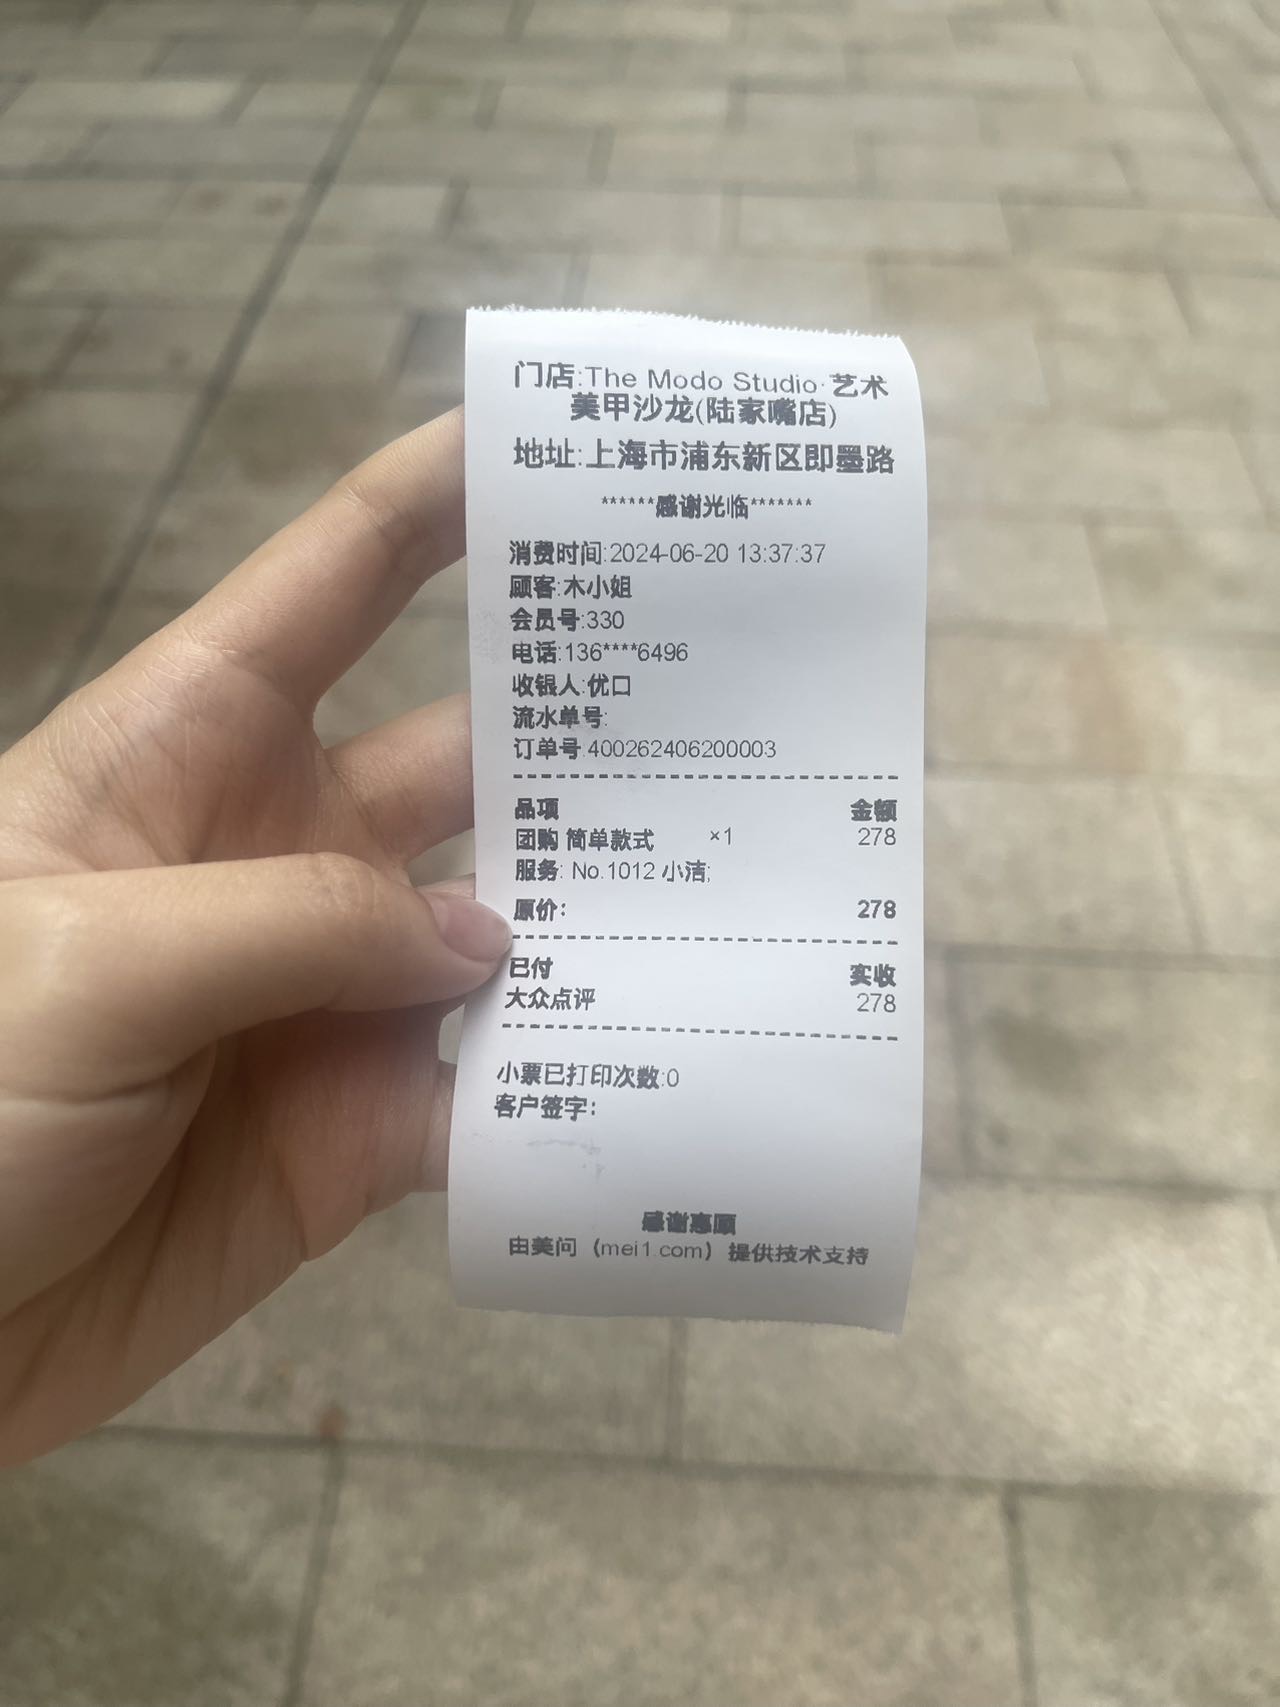 门店:The Modo Studio·艺术
美甲沙龙(陆家嘴店)
地址:上海市浦东新区即墨路
******感谢光临*******
消费时间:2024-06-20 13:37:37
顾客:木小姐
会员号:330
电话:136****6496
收银人:优口
流水单号:
订单号:400262406200003
品项 金额
团购 简单款式 ×1 278
服务: No.1012 小洁;
原价: 278
已付 实收
大众点评 278
小票已打印次数:0
客户签字:
感谢惠顾
由美问（mei1.com）提供技术支持